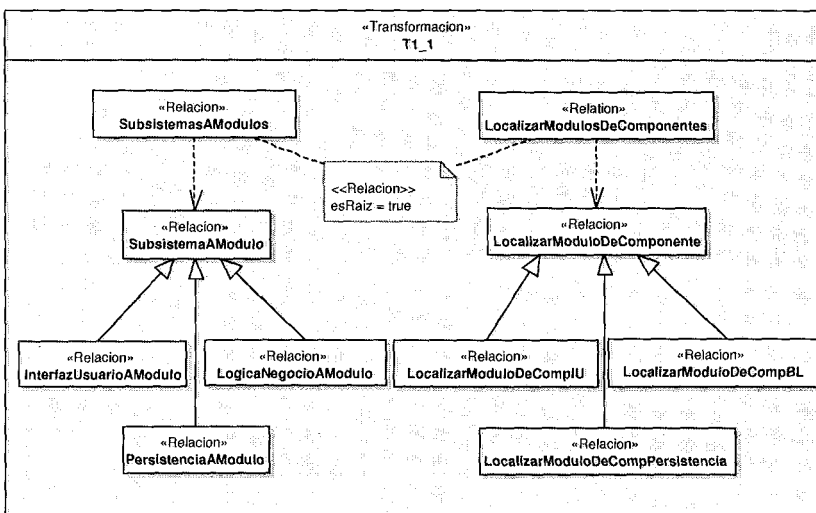 «Transformacion»
T1_1
«Relacion»
SubsistemasAModulos
«Relation»
LocalizarModulosDeComponentes
<<Relacion>>
esRaiz = true
«Relacion»
SubsistemaAModulo
«Relacion»
LocalizarModuloDeComponente
«Relacion»
InterfazUsuarioAModulo
«Relacion»
LogicaNegocioAModulo
«Relacion»
LocalizarModuloDeCompIU
«Relacion»
LocalizarModuloDeCompBL
«Relacion»
PersistenciaAModulo
«Relacion»
LocalizarModuloDeCompPersistencia